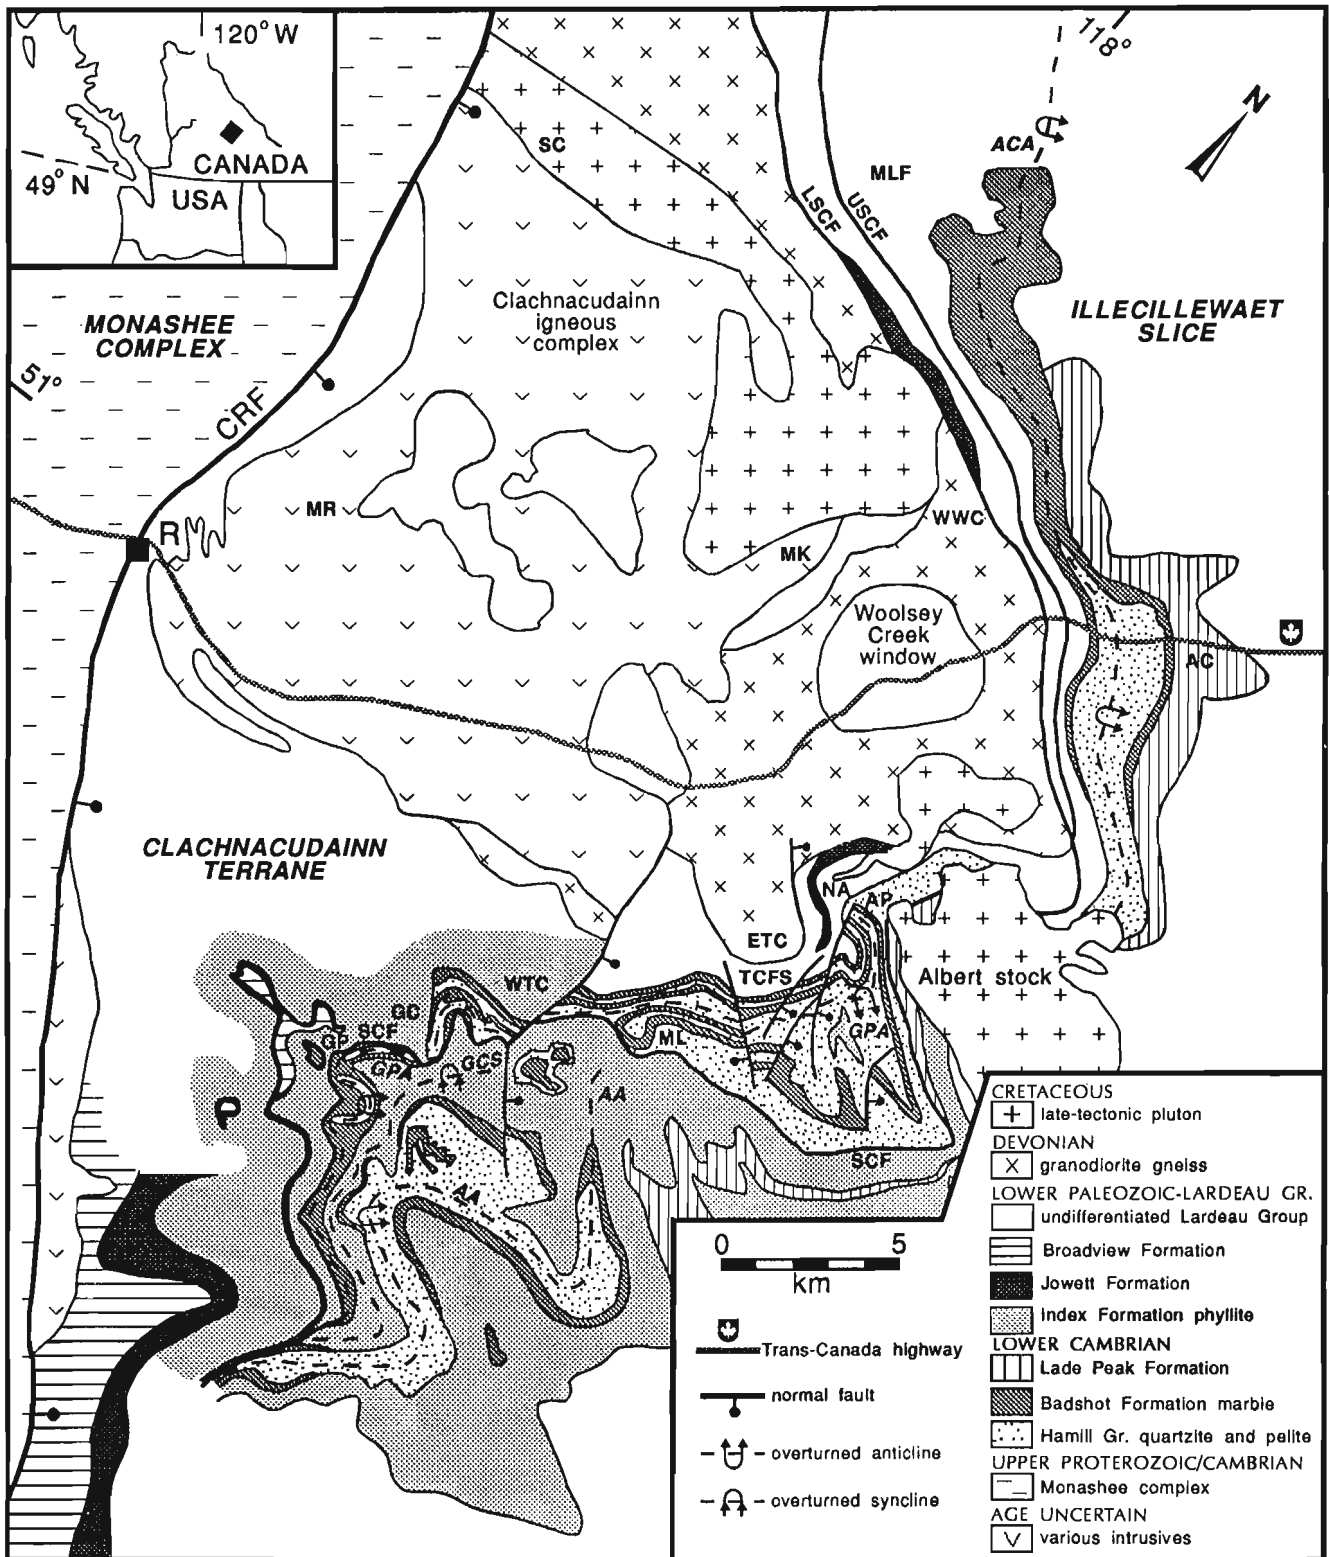 120° W
118°
N
CANADA
49° N
USA
SC
ACA
MLF
LSCF
USCF
Clachnacudainn
igneous
complex
MONASHEE
COMPLEX
ILLECILLEWAET
SLICE
51°
CRF
MR
R
WWC
MK
Woolsey
Creek
window
AC
CLACHNACUDAINN
TERRANE
NA
AP
ETC
TCFS
Albert stock
WTC
GC
SCF
GP
ML
GPA
GPA
GCS
AA
D
SCF
AA
CRETACEOUS
+ late-tectonic pluton
DEVONIAN
x granodiorite gneiss
LOWER PALEOZOIC-LARDEAU GR.
undifferentiated Lardeau Group
Broadview Formation
Jowett Formation
Index Formation phyllite
LOWER CAMBRIAN
Lade Peak Formation
Badshot Formation marble
Hamill Gr. quartzite and pelite
UPPER PROTEROZOIC/CAMBRIAN
Monashee complex
AGE UNCERTAIN
v various intrusives
0 5
km
Trans-Canada highway
normal fault
overturned anticline
overturned syncline